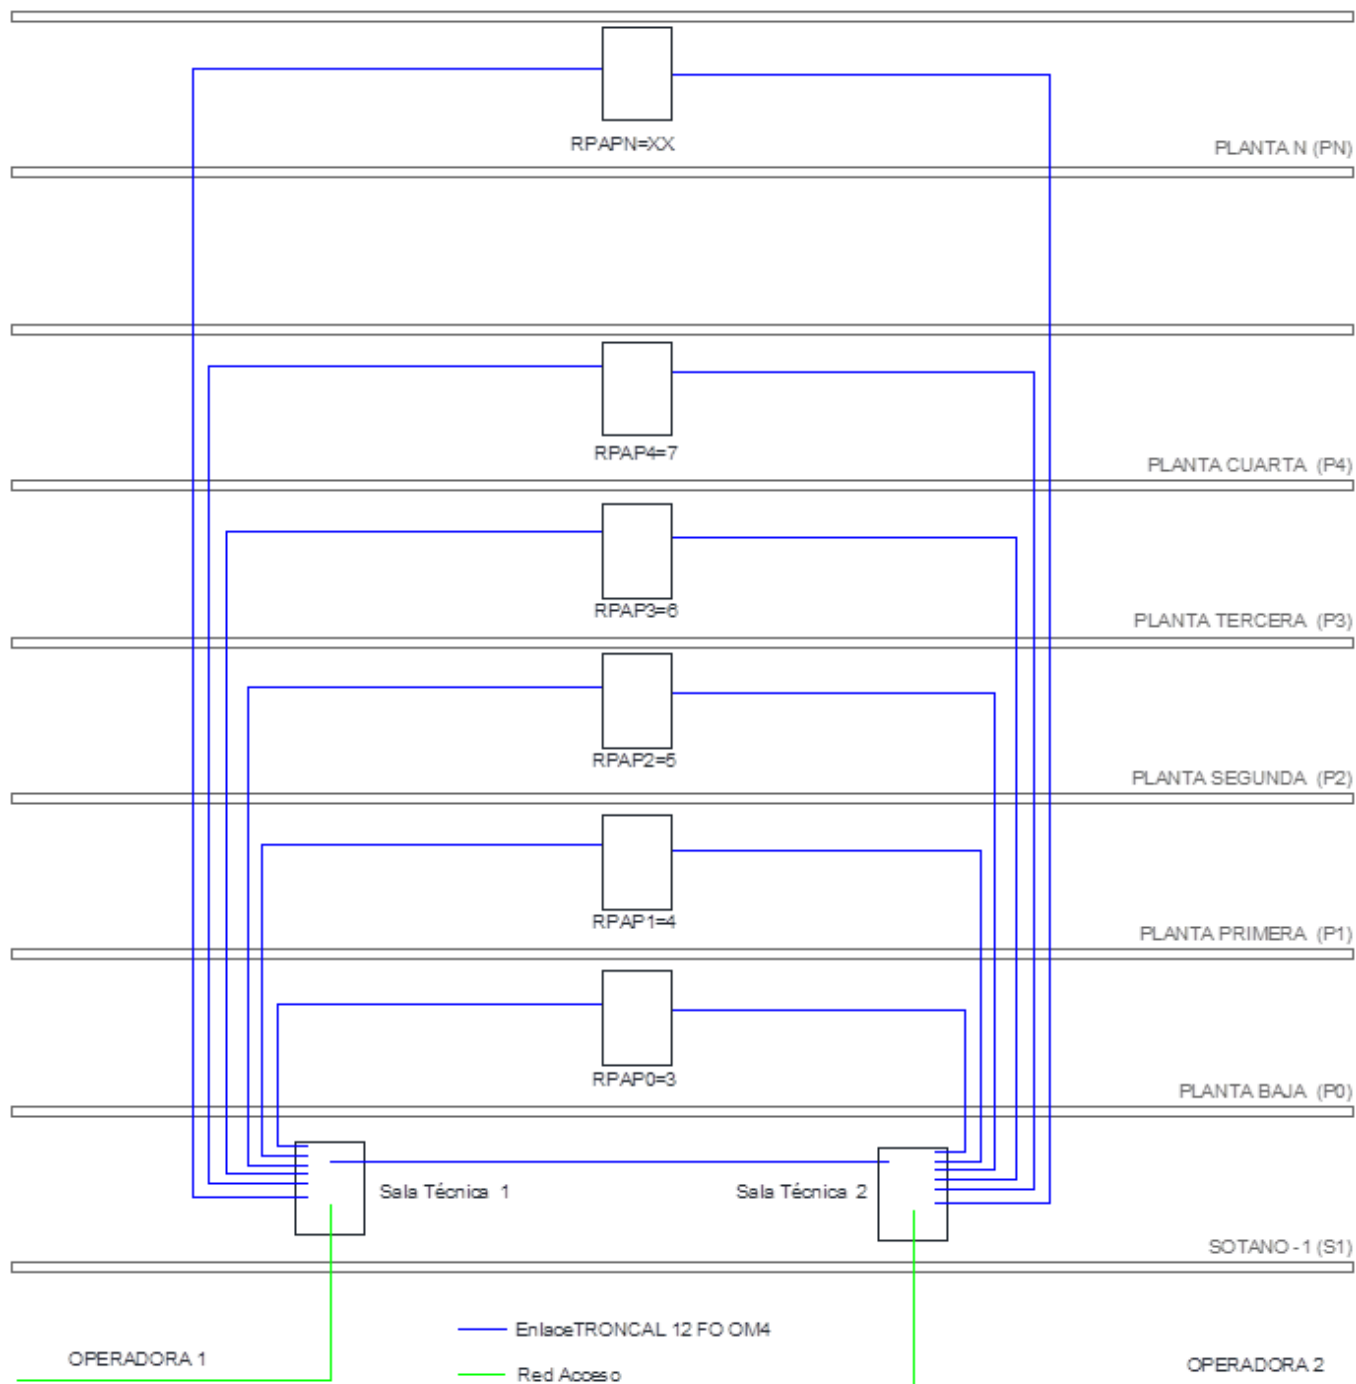 RPAPN=XX
PLANTA N (PN)
RPAP4=7
PLANTA CUARTA (P4)
RPAP3=6
PLANTA TERCERA (P3)
RPAP2=5
PLANTA SEGUNDA (P2)
RPAP1=4
PLANTA PRIMERA (P1)
RPAP0=3
PLANTA BAJA (P0)
Sala Técnica 1
Sala Técnica 2
SOTANO -1 (S1)
EnlaceTRONCAL 12 FO OM4
OPERADORA 1
OPERADORA 2
Red Acceso